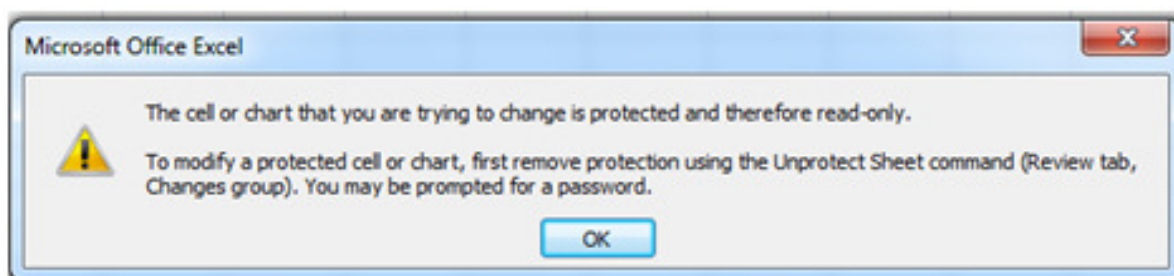 Microsoft Office Excel
The cell or chart that you are trying to change is protected and therefore read-only.
To modify a protected cell or chart, first remove protection using the Unprotect Sheet command (Review tab,
Changes group). You may be prompted for a password.
OK